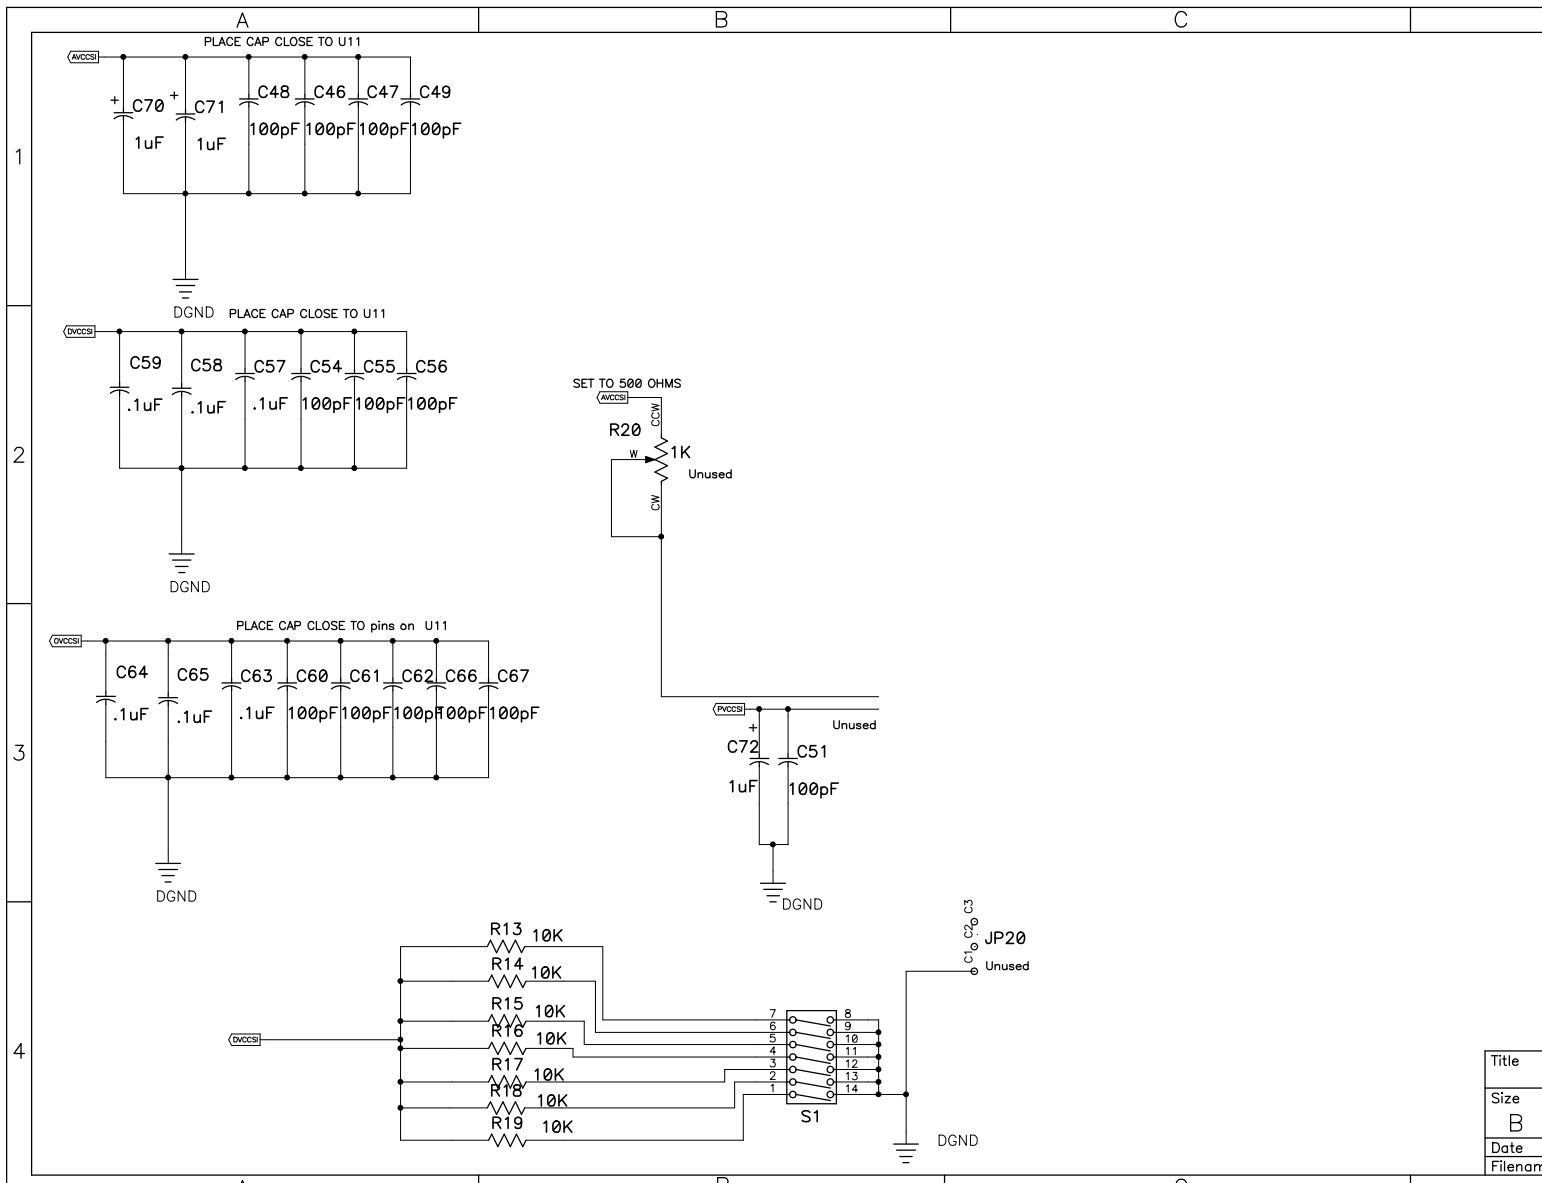 A B C
PLACE CAP CLOSE TO U11
AVCCSI
+ C70 + C71 C48 C46 C47 C49
1uF 1uF 100pF 100pF 100pF 100pF
1
DGND
PLACE CAP CLOSE TO U11
DVCCSI
C59 C58 C57 C54 C55 C56
.1uF .1uF .1uF 100pF 100pF 100pF
DGND
2
SET TO 500 OHMS
AVCCSI
CCW
R20
W
1K
Unused
CW
PLACE CAP CLOSE TO pins on U11
OVCCSI
C64 C65 C63 C60 C61 C62 C66 C67
.1uF .1uF .1uF 100pF 100pF 100pF 100pF 100pF
DGND
3
PVCCSI
Unused
+
C72 C51
1uF 100pF
DGND
4
C3
C2
C1
JP20
Unused
R13 10K
R14 10K
R15 10K
R16 10K
R17 10K
R18 10K
R19 10K
DVCCSI
7 8
6 9
5 10
4 11
3 12
2 13
1 14
S1
DGND
Title
Size
B
Date
Filenam